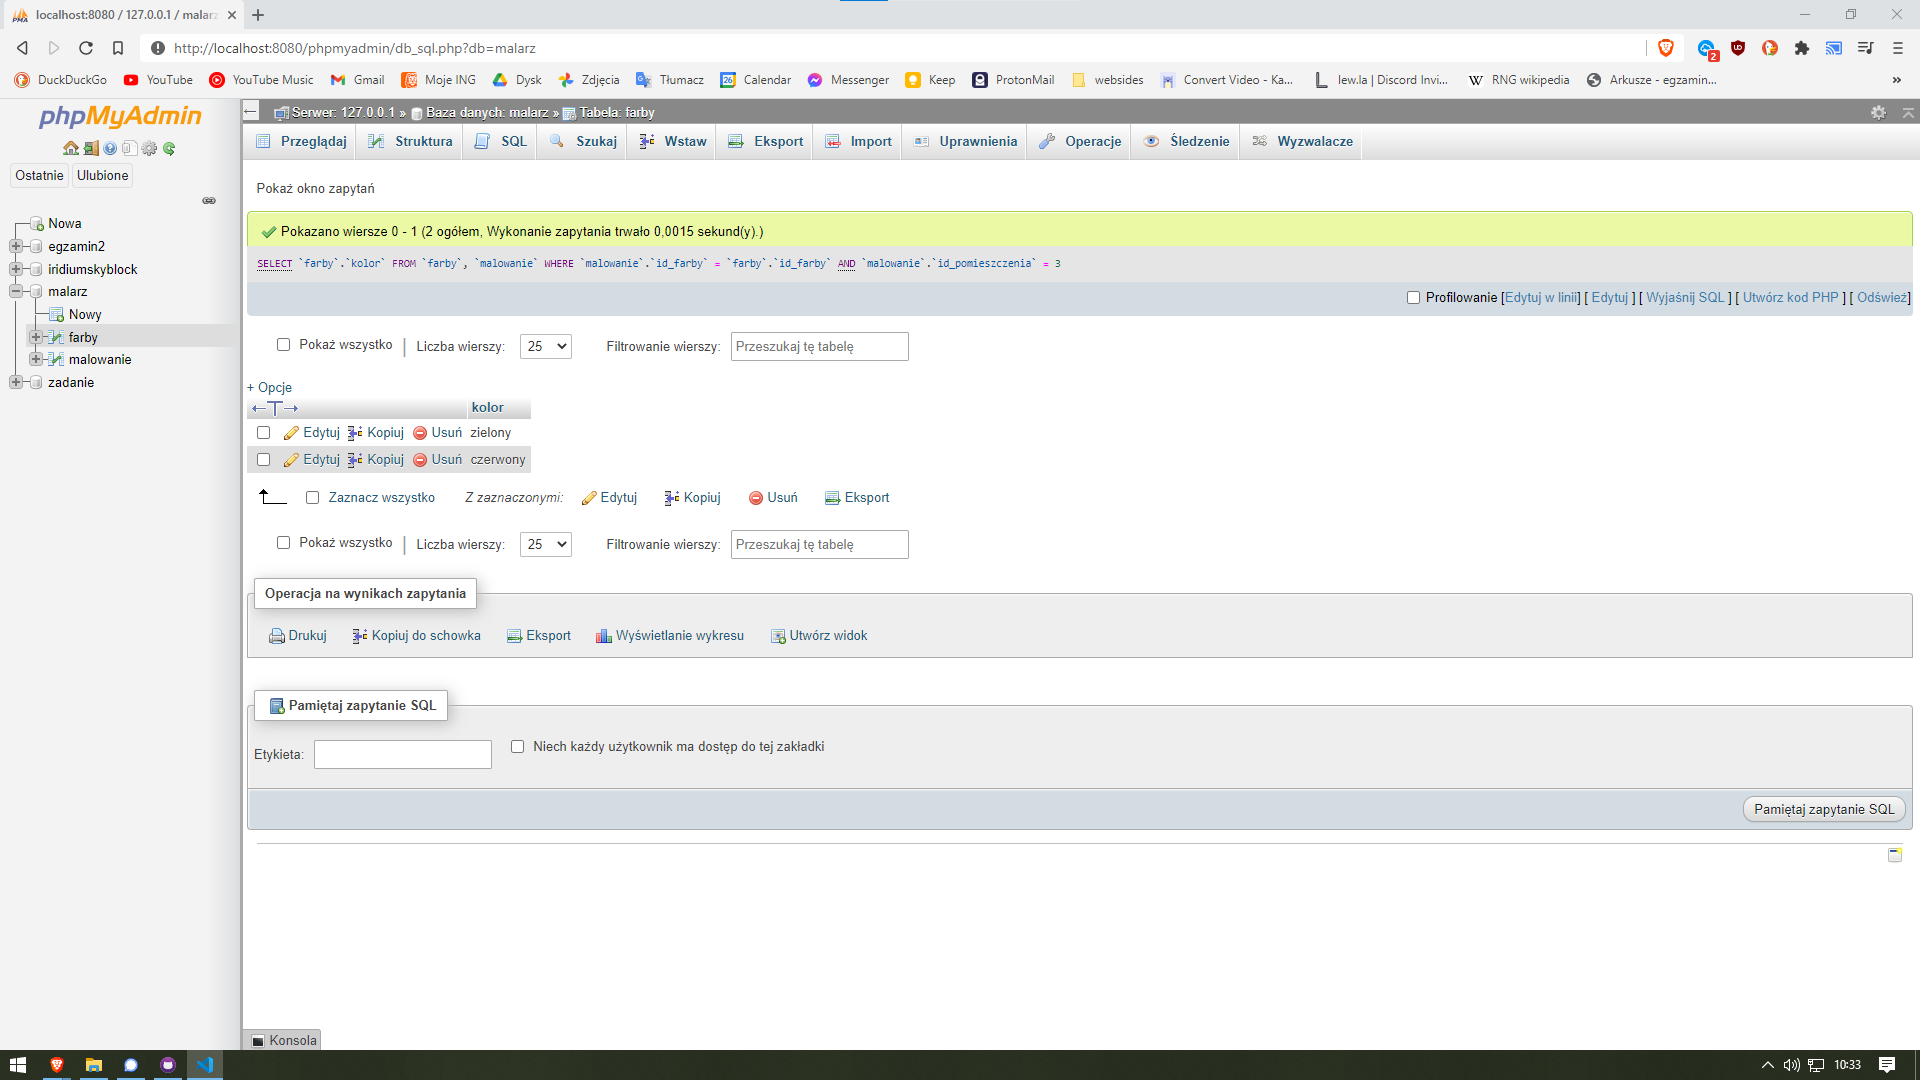 localhost:8080 / 127.0.0.1 / malarz
http://localhost:8080/phpmyadmin/db_sql.php?db=malarz
2
DuckDuckGo YouTube YouTube Music Gmail Moje ING Dysk Zdjęcia Tłumacz Calendar Messenger Keep ProtonMail websides Convert Video - Ka... lew.la | Discord Invi... RNG wikipedia Arkusze - egzamin... »
phpMyAdmin
Ostatnie Ulubione
Nowa
egzamin2
iridiumskyblock
malarz
Nowy
farby
malowanie
zadanie
Serwer: 127.0.0.1 » Baza danych: malarz » Tabela: farby
Przeglądaj Struktura SQL Szukaj Wstaw Eksport Import Uprawnienia Operacje Śledzenie Wyzwalacze
Pokaż okno zapytań
Pokazano wiersze 0 - 1 (2 ogółem, Wykonanie zapytania trwało 0,0015 sekund(y).)
SELECT `farby`.`kolor` FROM `farby`, `malowanie` WHERE `malowanie`.`id_farby` = `farby`.`id_farby` AND `malowanie`.`id_pomieszczenia` = 3
Profilowanie [Edytuj w linii] [ Edytuj ] [ Wyjaśnij SQL ] [ Utwórz kod PHP ] [ Odśwież]
Pokaż wszystko | Liczba wierszy: 25 Filtrowanie wierszy: Przeszukaj tę tabelę
+ Opcje
←T→ kolor
Edytuj Kopiuj Usuń zielony
Edytuj Kopiuj Usuń czerwony
Zaznacz wszystko Z zaznaczonymi: Edytuj Kopiuj Usuń Eksport
Pokaż wszystko | Liczba wierszy: 25 Filtrowanie wierszy: Przeszukaj tę tabelę
Operacja na wynikach zapytania
Drukuj Kopiuj do schowka Eksport Wyświetlanie wykresu Utwórz widok
Pamiętaj zapytanie SQL
Etykieta: Niech każdy użytkownik ma dostęp do tej zakładki
Pamiętaj zapytanie SQL
Konsola
10:33